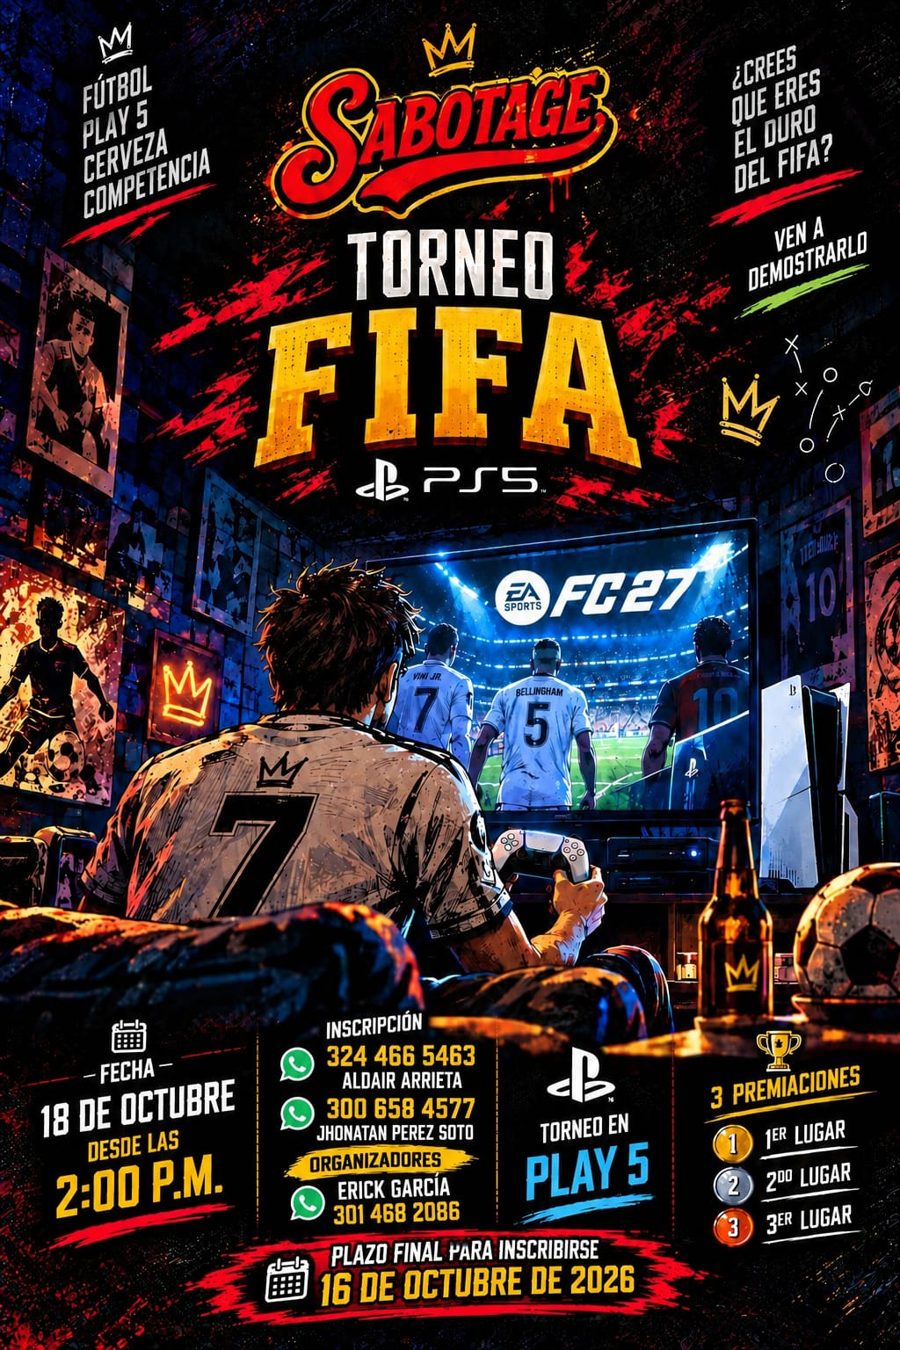 FÚTBOL
PLAY 5
CERVEZA
COMPETENCIA
SABOTAGE
¿CREES
QUE ERES
EL DURO
DEL FIFA?
VEN A
DEMOSTRARLO
TORNEO
FIFA
PS5
EA
SPORTS
FC 27
VINI JR.
7
BELLINGHAM
5
10
10
7
FECHA
18 DE OCTUBRE
DESDE LAS
2:00 P.M.
INSCRIPCIÓN
324 466 5463
ALDAIR ARRIETA
300 658 4577
JHONATAN PEREZ SOTO
ORGANIZADORES
ERICK GARCÍA
301 468 2086
TORNEO EN
PLAY 5
3 PREMIACIONES
1 1ER LUGAR
2 2DO LUGAR
3 3ER LUGAR
PLAZO FINAL PARA INSCRIBIRSE
16 DE OCTUBRE DE 2026